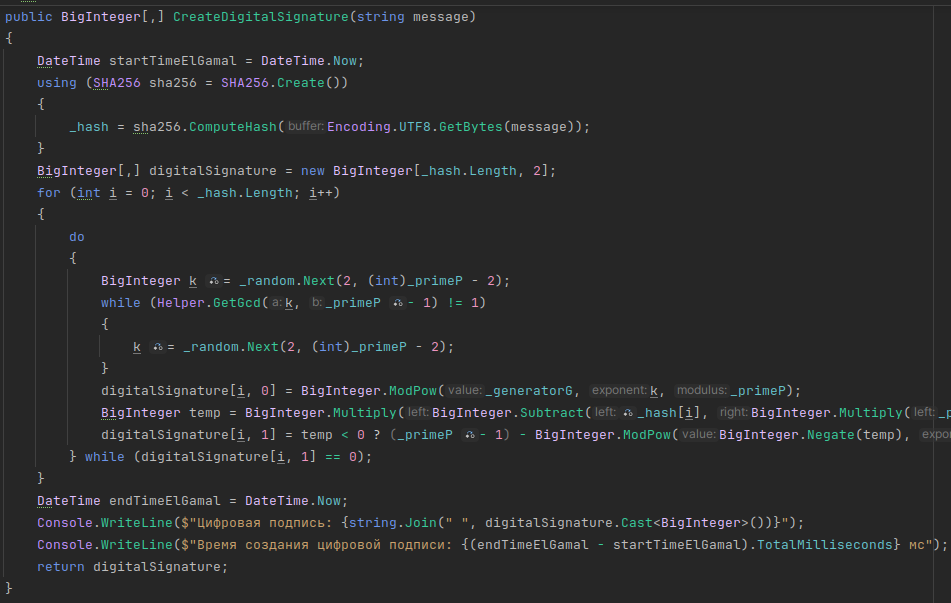 public BigInteger[,] CreateDigitalSignature(string message)
{
DateTime startTimeElGamal = DateTime.Now;
using (SHA256 sha256 = SHA256.Create())
{
_hash = sha256.ComputeHash(buffer:Encoding.UTF8.GetBytes(message));
}
BigInteger[,] digitalSignature = new BigInteger[_hash.Length, 2];
for (int i = 0; i < _hash.Length; i++)
{
do
{
BigInteger k = _random.Next(2, (int)_primeP - 2);
while (Helper.GetGcd(a:k, b:_primeP - 1) != 1)
{
k = _random.Next(2, (int)_primeP - 2);
}
digitalSignature[i, 0] = BigInteger.ModPow(value:_generatorG, exponent:k, modulus:_primeP);
BigInteger temp = BigInteger.Multiply(left:BigInteger.Subtract(left:_hash[i], right:BigInteger.Multiply(left:_p
digitalSignature[i, 1] = temp < 0 ? (_primeP - 1) - BigInteger.ModPow(value:BigInteger.Negate(temp), expon
} while (digitalSignature[i, 1] == 0);
}
DateTime endTimeElGamal = DateTime.Now;
Console.WriteLine($"Цифровая подпись: {string.Join(" ", digitalSignature.Cast<BigInteger>())}");
Console.WriteLine($"Время создания цифровой подписи: {(endTimeElGamal - startTimeElGamal).TotalMilliseconds} мс");
return digitalSignature;
}